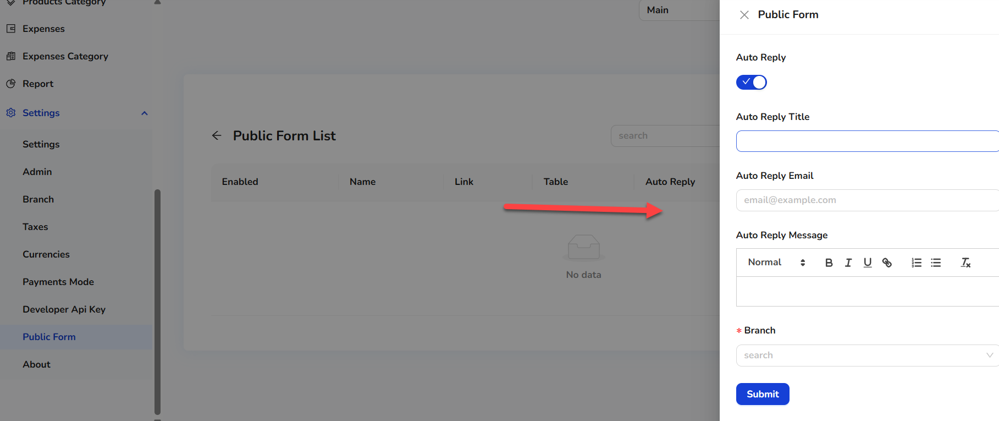 Products Category
Expenses
Expenses Category
Report
Settings
Settings
Admin
Branch
Taxes
Currencies
Payments Mode
Developer Api Key
Public Form
About
Main
Public Form List
search
Enabled Name Link Table Auto Reply
No data
Public Form
Auto Reply
Auto Reply Title
Auto Reply Email
email@example.com
Auto Reply Message
Normal
* Branch
search
Submit